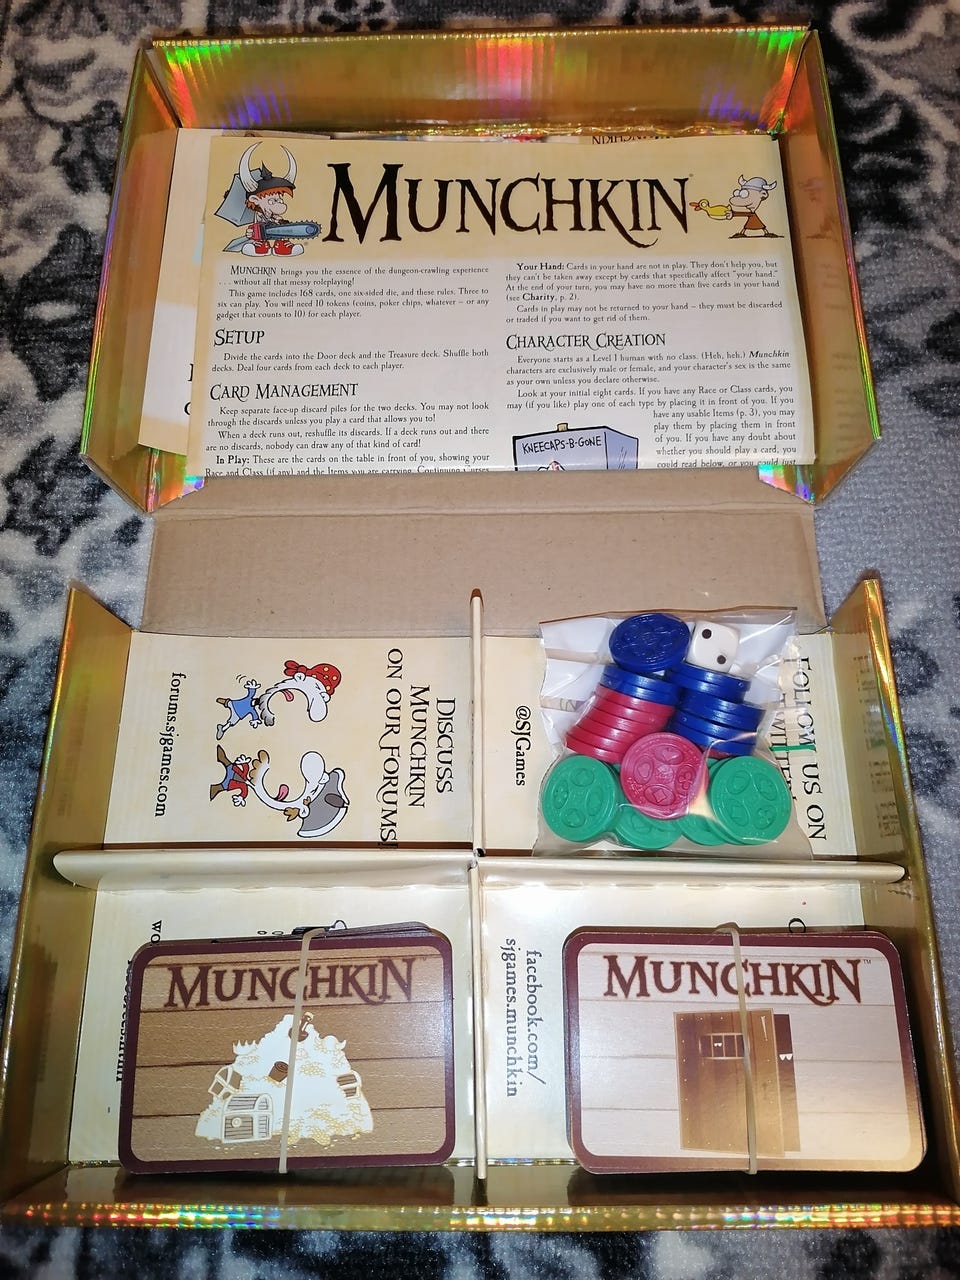 MUNCHKIN
MUNCHKIN®
MUNCHKIN brings you the essence of the dungeon-crawling experience
. . . without all that messy roleplaying!
This game includes 168 cards, one six-sided die, and these rules. Three to
six can play. You will need 10 tokens (coins, poker chips, whatever – or any
gadget that counts to 10) for each player.
SETUP
Divide the cards into the Door deck and the Treasure deck. Shuffle both
decks. Deal four cards from each deck to each player.
CARD MANAGEMENT
Keep separate face-up discard piles for the two decks. You may not look
through the discards unless you play a card that allows you to!
When a deck runs out, reshuffle its discards. If a deck runs out and there
are no discards, nobody can draw any of that kind of card!
In Play: These are the cards on the table in front of you, showing your
Race and Class (if any) and the Items you are carrying. Continuing Curses
Your Hand: Cards in your hand are not in play. They don't help you, but
they can't be taken away except by cards that specifically affect "your hand."
At the end of your turn, you may have no more than five cards in your hand
(see Charity, p. 2).
Cards in play may not be returned to your hand – they must be discarded
or traded if you want to get rid of them.
CHARACTER CREATION
Everyone starts as a Level 1 human with no class. (Heh, heh.) Munchkin
characters are exclusively male or female, and your character's sex is the same
as your own unless you declare otherwise.
Look at your initial eight cards. If you have any Race or Class cards, you
may (if you like) play one of each type by placing it in front of you. If you
have any usable Items (p. 3), you may
play them by placing them in front
of you. If you have any doubt about
whether you should play a card, you
could read below, or you could just
KNEECAPS-B-GONE
DISCUSS
MUNCHKIN
ON OUR FORUMS!
forums.sjgames.com
FOLLOW US ON
@SJGames
facebook.com/
sjgames.munchkin
MUNCHKIN™
MUNCHKIN™